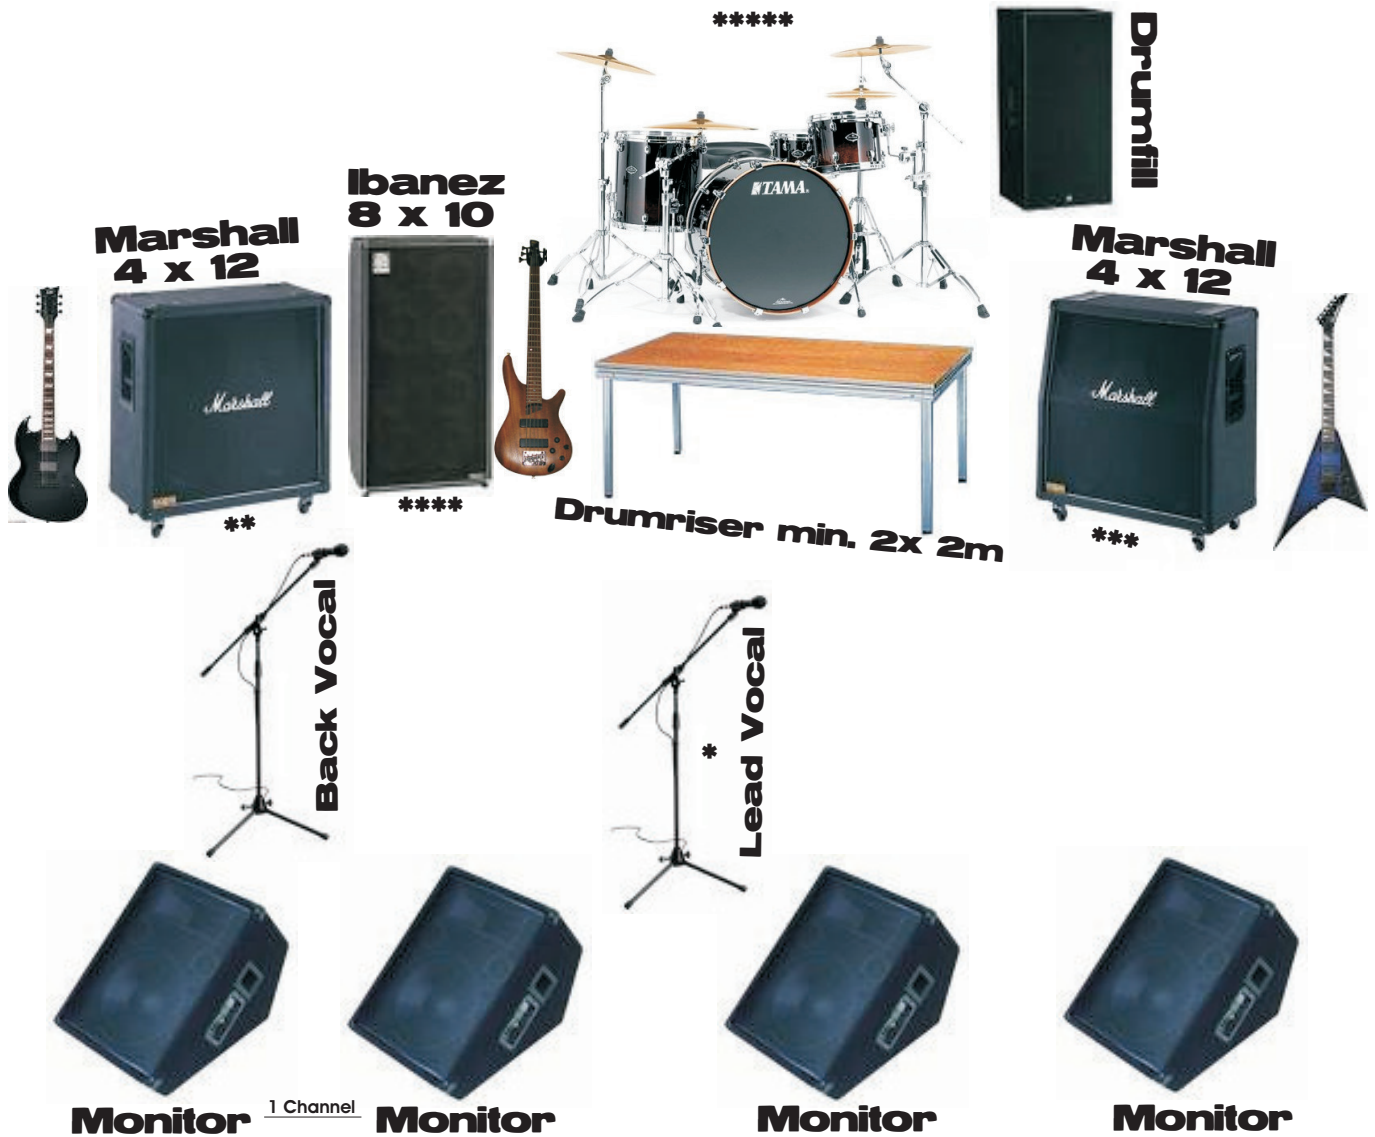 *****
Drumfill
Ibanez
8 x 10
TAMA
Marshall
4 x 12
Marshall
4 x 12
Marshall
Marshall
**
****
Drumriser min. 2x 2m
***
Back Vocal
*
Lead Vocal
Monitor
1 Channel
Monitor
Monitor
Monitor